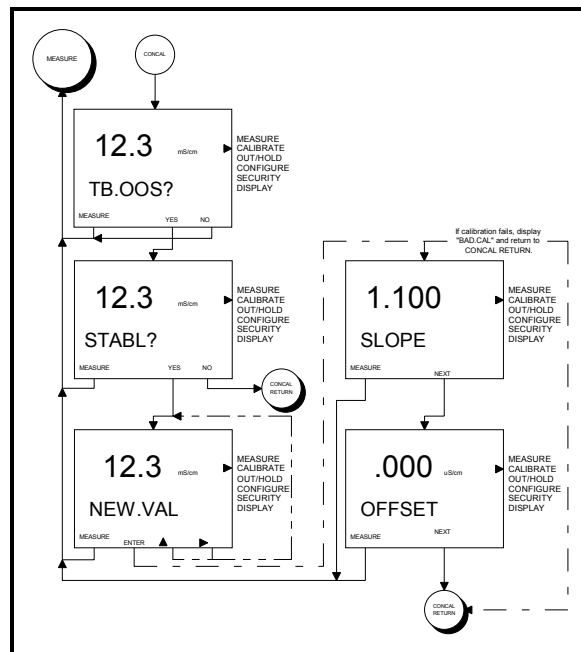 MEASURE
CONCAL
12.3 mS/cm
TB.OOS?
MEASURE YES NO
MEASURE
CALIBRATE
OUT/HOLD
CONFIGURE
SECURITY
DISPLAY
12.3 mS/cm
STABL?
MEASURE YES NO
MEASURE
CALIBRATE
OUT/HOLD
CONFIGURE
SECURITY
DISPLAY
CONCAL
RETURN
12.3 mS/cm
NEW.VAL
MEASURE ENTER
MEASURE
CALIBRATE
OUT/HOLD
CONFIGURE
SECURITY
DISPLAY
If calibration fails, display
"BAD.CAL" and return to
CONCAL RETURN.
1.100
SLOPE
MEASURE NEXT
MEASURE
CALIBRATE
OUT/HOLD
CONFIGURE
SECURITY
DISPLAY
.000 uS/cm
OFFSET
MEASURE NEXT
MEASURE
CALIBRATE
OUT/HOLD
CONFIGURE
SECURITY
DISPLAY
CONCAL
RETURN